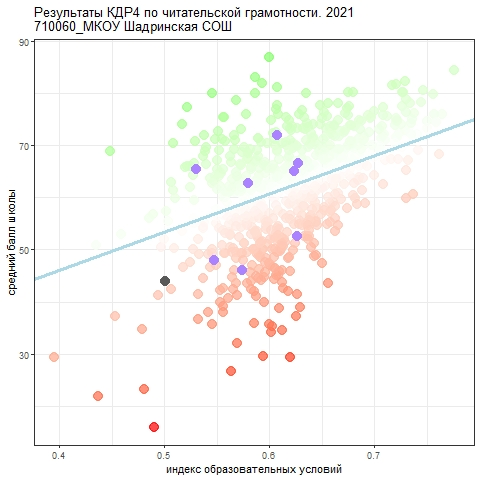 Результаты КДР4 по читательской грамотности. 2021
710060_МКОУ Шадринская СОШ
90
70
50
30
средний балл школы
0.4
0.5
0.6
0.7
индекс образовательных условий